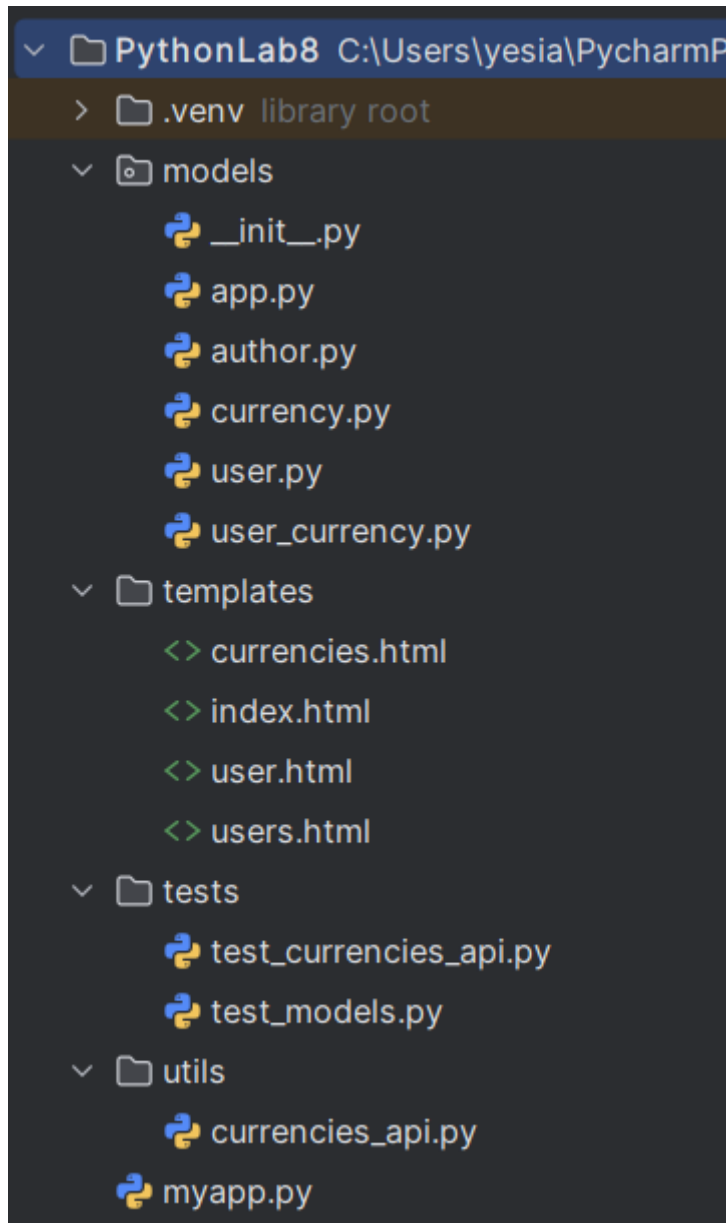 PythonLab8 C:\Users\yesia\PycharmP
.venv library root
models
__init__.py
app.py
author.py
currency.py
user.py
user_currency.py
templates
currencies.html
index.html
user.html
users.html
tests
test_currencies_api.py
test_models.py
utils
currencies_api.py
myapp.py